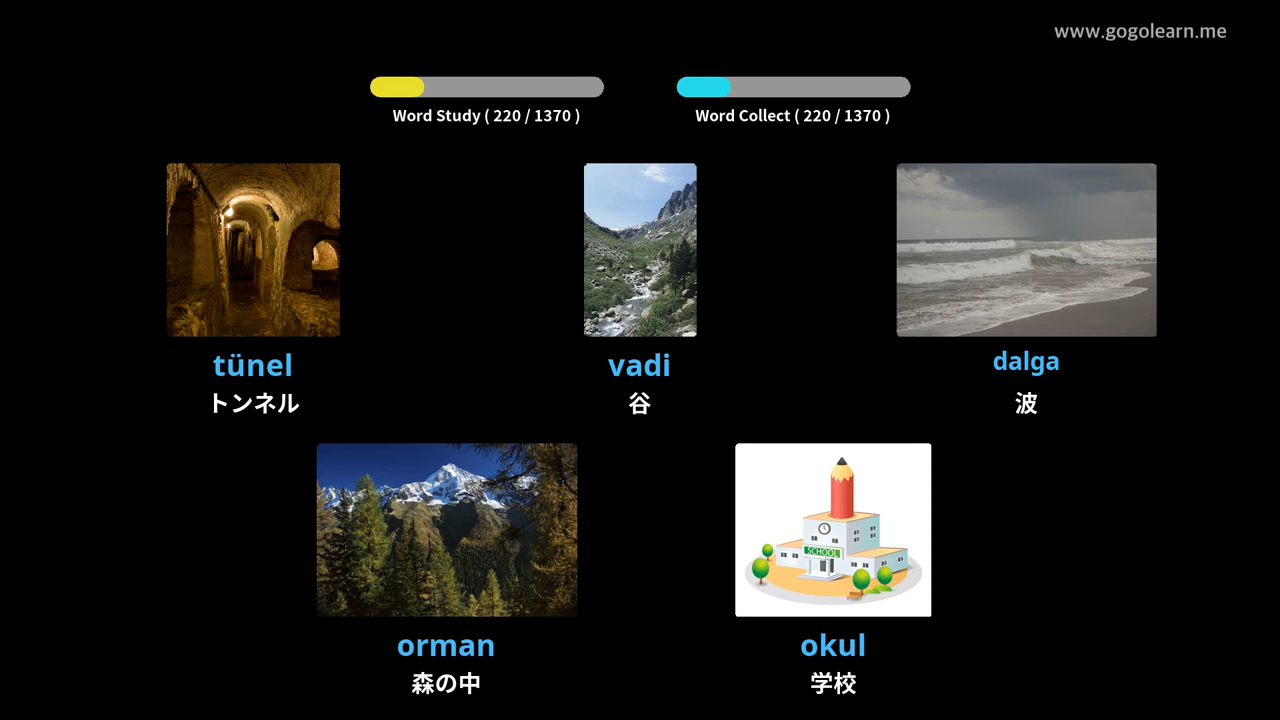 www.gogolearn.me
Word Study ( 220 / 1370 )
Word Collect ( 220 / 1370 )
tünel
トンネル
vadi
谷
dalga
波
SCHOOL
orman
森の中
okul
学校